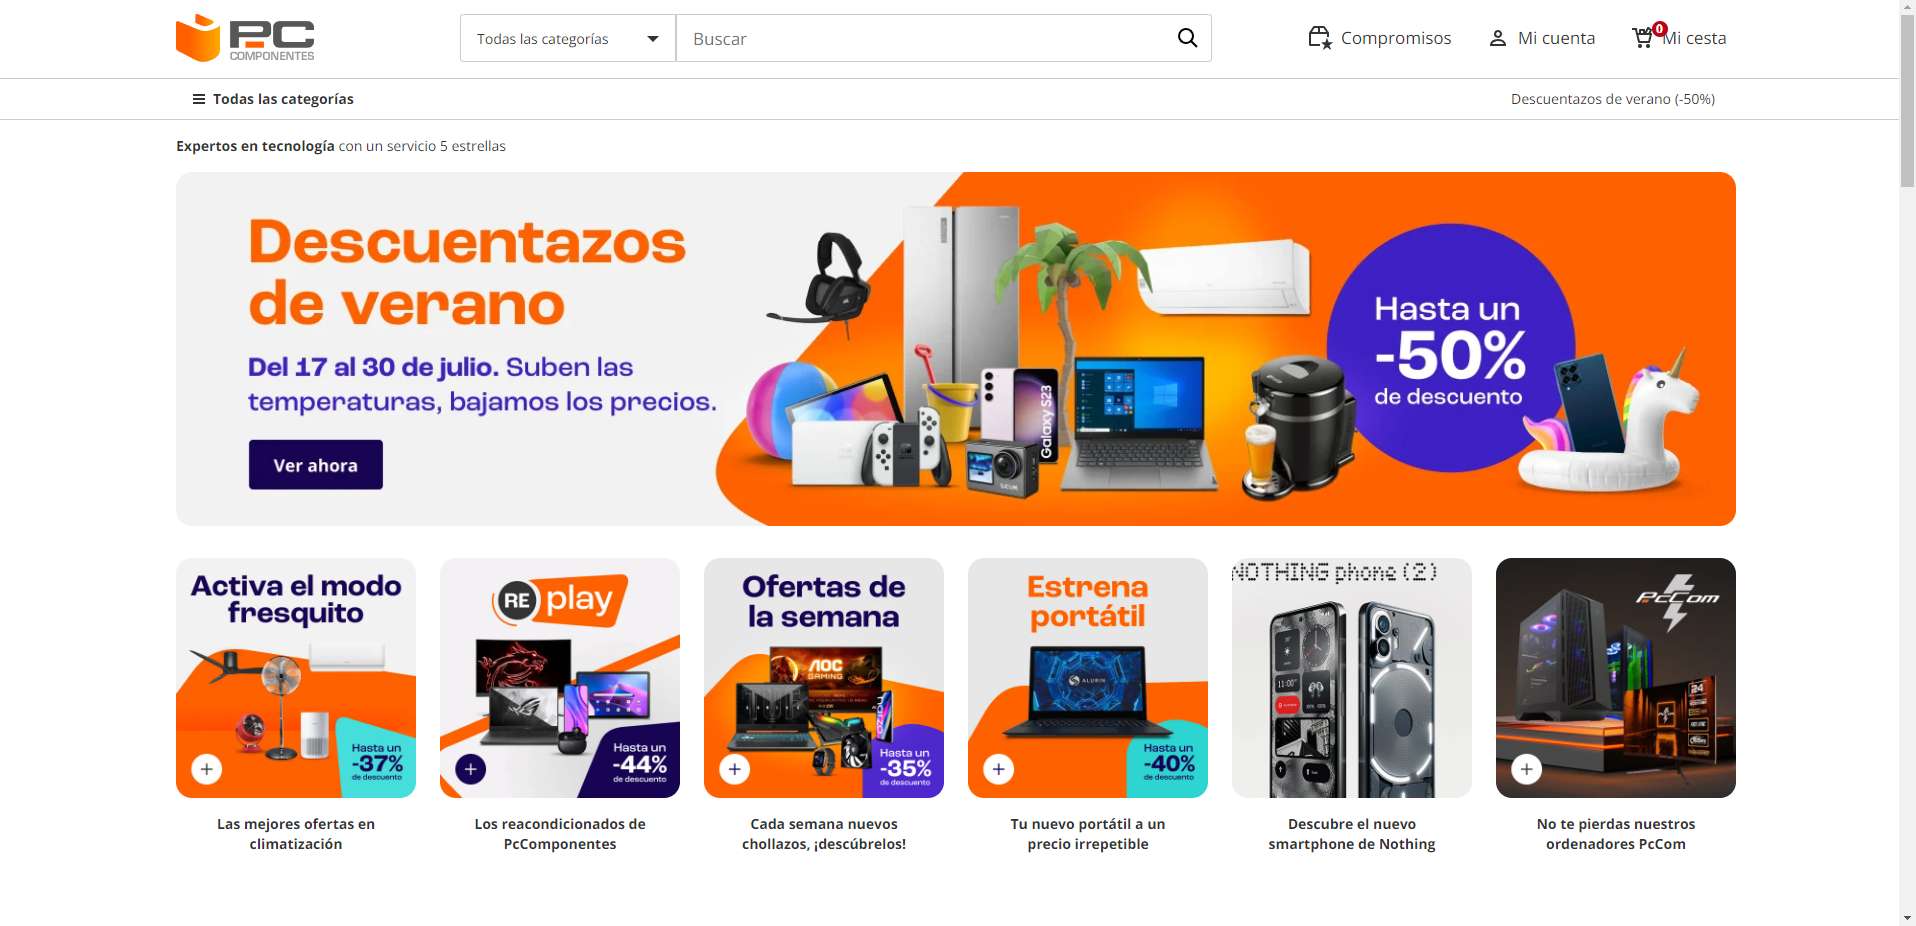 PC
COMPONENTES
Todas las categorías
Buscar
Compromisos
Mi cuenta
0
Mi cesta
Todas las categorías
Descuentazos de verano (-50%)
Expertos en tecnología con un servicio 5 estrellas
Descuentazos
de verano
Del 17 al 30 de julio. Suben las
temperaturas, bajamos los precios.
Ver ahora
Galaxy S23
SJCAM
Hasta un
-50%
de descuento
Activa el modo
fresquito
Hasta un
-37%
de descuento
Las mejores ofertas en
climatización
RE play
Hasta un
-44%
de descuento
Los reacondicionados de
PcComponentes
Ofertas de
la semana
AOC
GAMING
Hasta un
-35%
de descuento
Cada semana nuevos
chollazos, ¡descúbrelos!
Estrena
portátil
ALURIN
Hasta un
-40%
de descuento
Tu nuevo portátil a un
precio irrepetible
NOTHING phone (2)
11:00
Descubre el nuevo
smartphone de Nothing
PcCom
No te pierdas nuestros
ordenadores PcCom